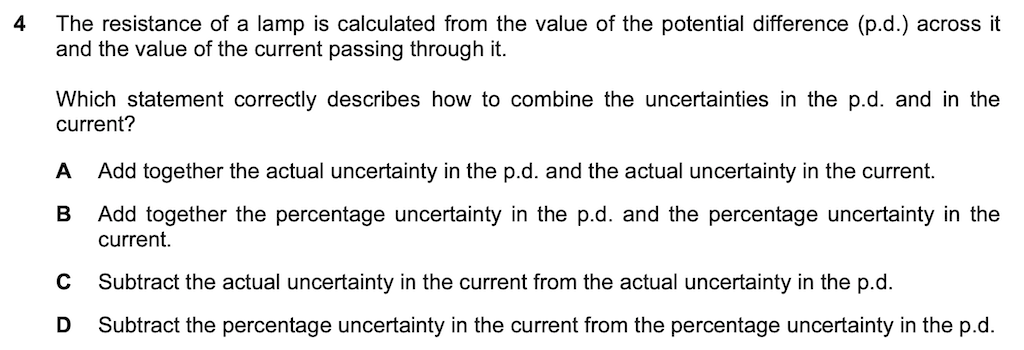 4 The resistance of a lamp is calculated from the value of the potential difference (p.d.) across it
and the value of the current passing through it.
Which statement correctly describes how to combine the uncertainties in the p.d. and in the
current?
A Add together the actual uncertainty in the p.d. and the actual uncertainty in the current.
B Add together the percentage uncertainty in the p.d. and the percentage uncertainty in the
current.
C Subtract the actual uncertainty in the current from the actual uncertainty in the p.d.
D Subtract the percentage uncertainty in the current from the percentage uncertainty in the p.d.